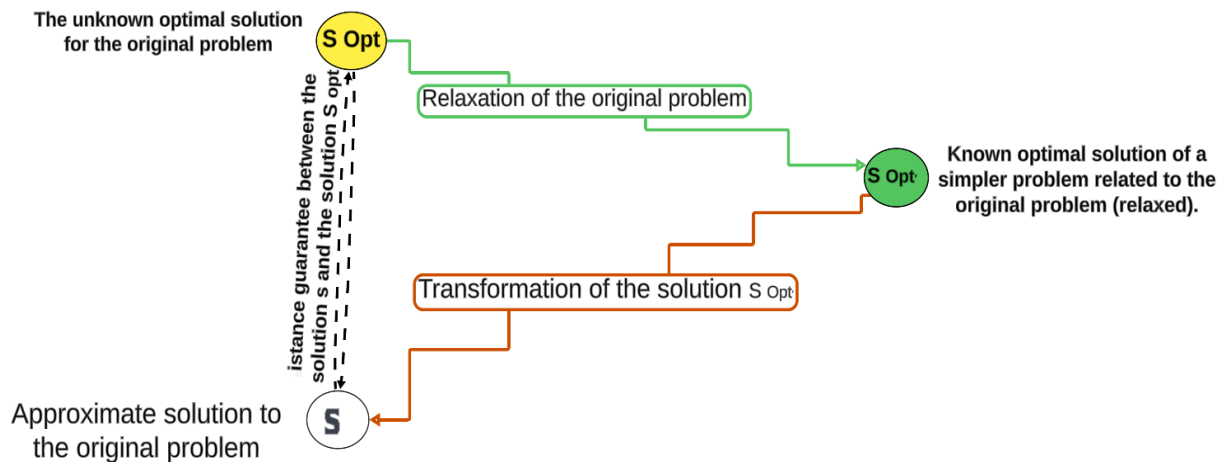 The unknown optimal solution
for the original problem
S Opt
Relaxation of the original problem
S Opt'
Known optimal solution of a
simpler problem related to the
original problem (relaxed).
istance guarantee between the
solution s and the solution S opt
Transformation of the solution S Opt'
Approximate solution to
the original problem
S